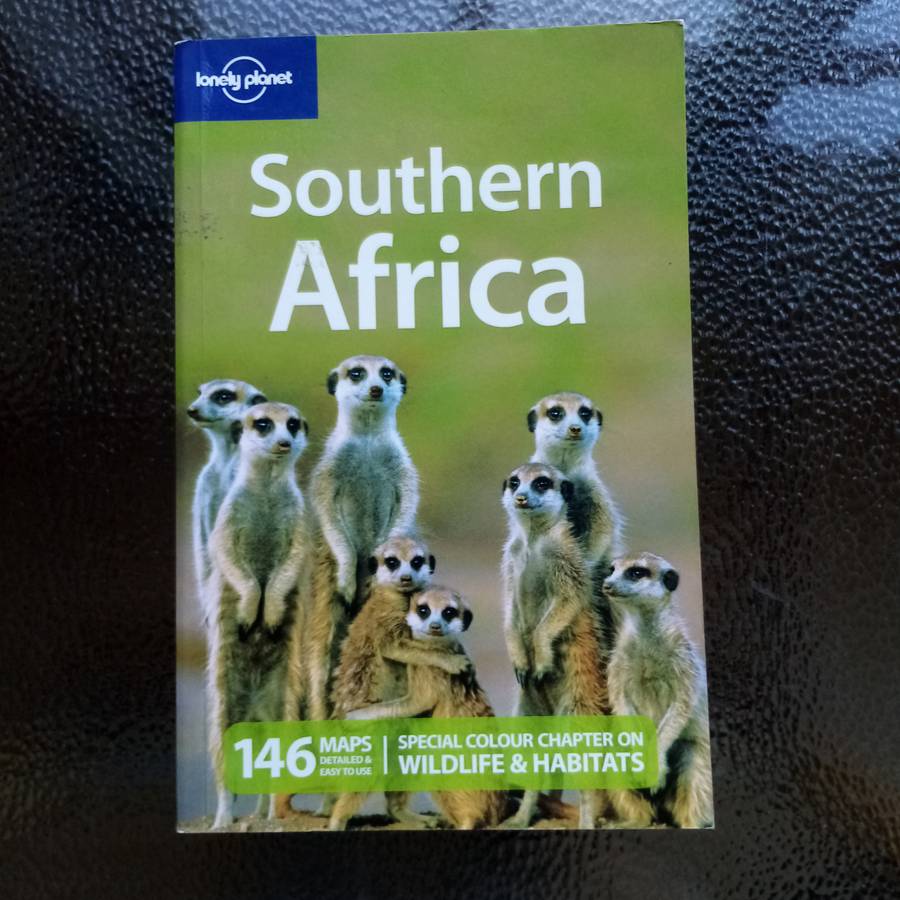 lonely planet
Southern
Africa
146 MAPS DETAILED & EASY TO USE
SPECIAL COLOUR CHAPTER ON
WILDLIFE & HABITATS